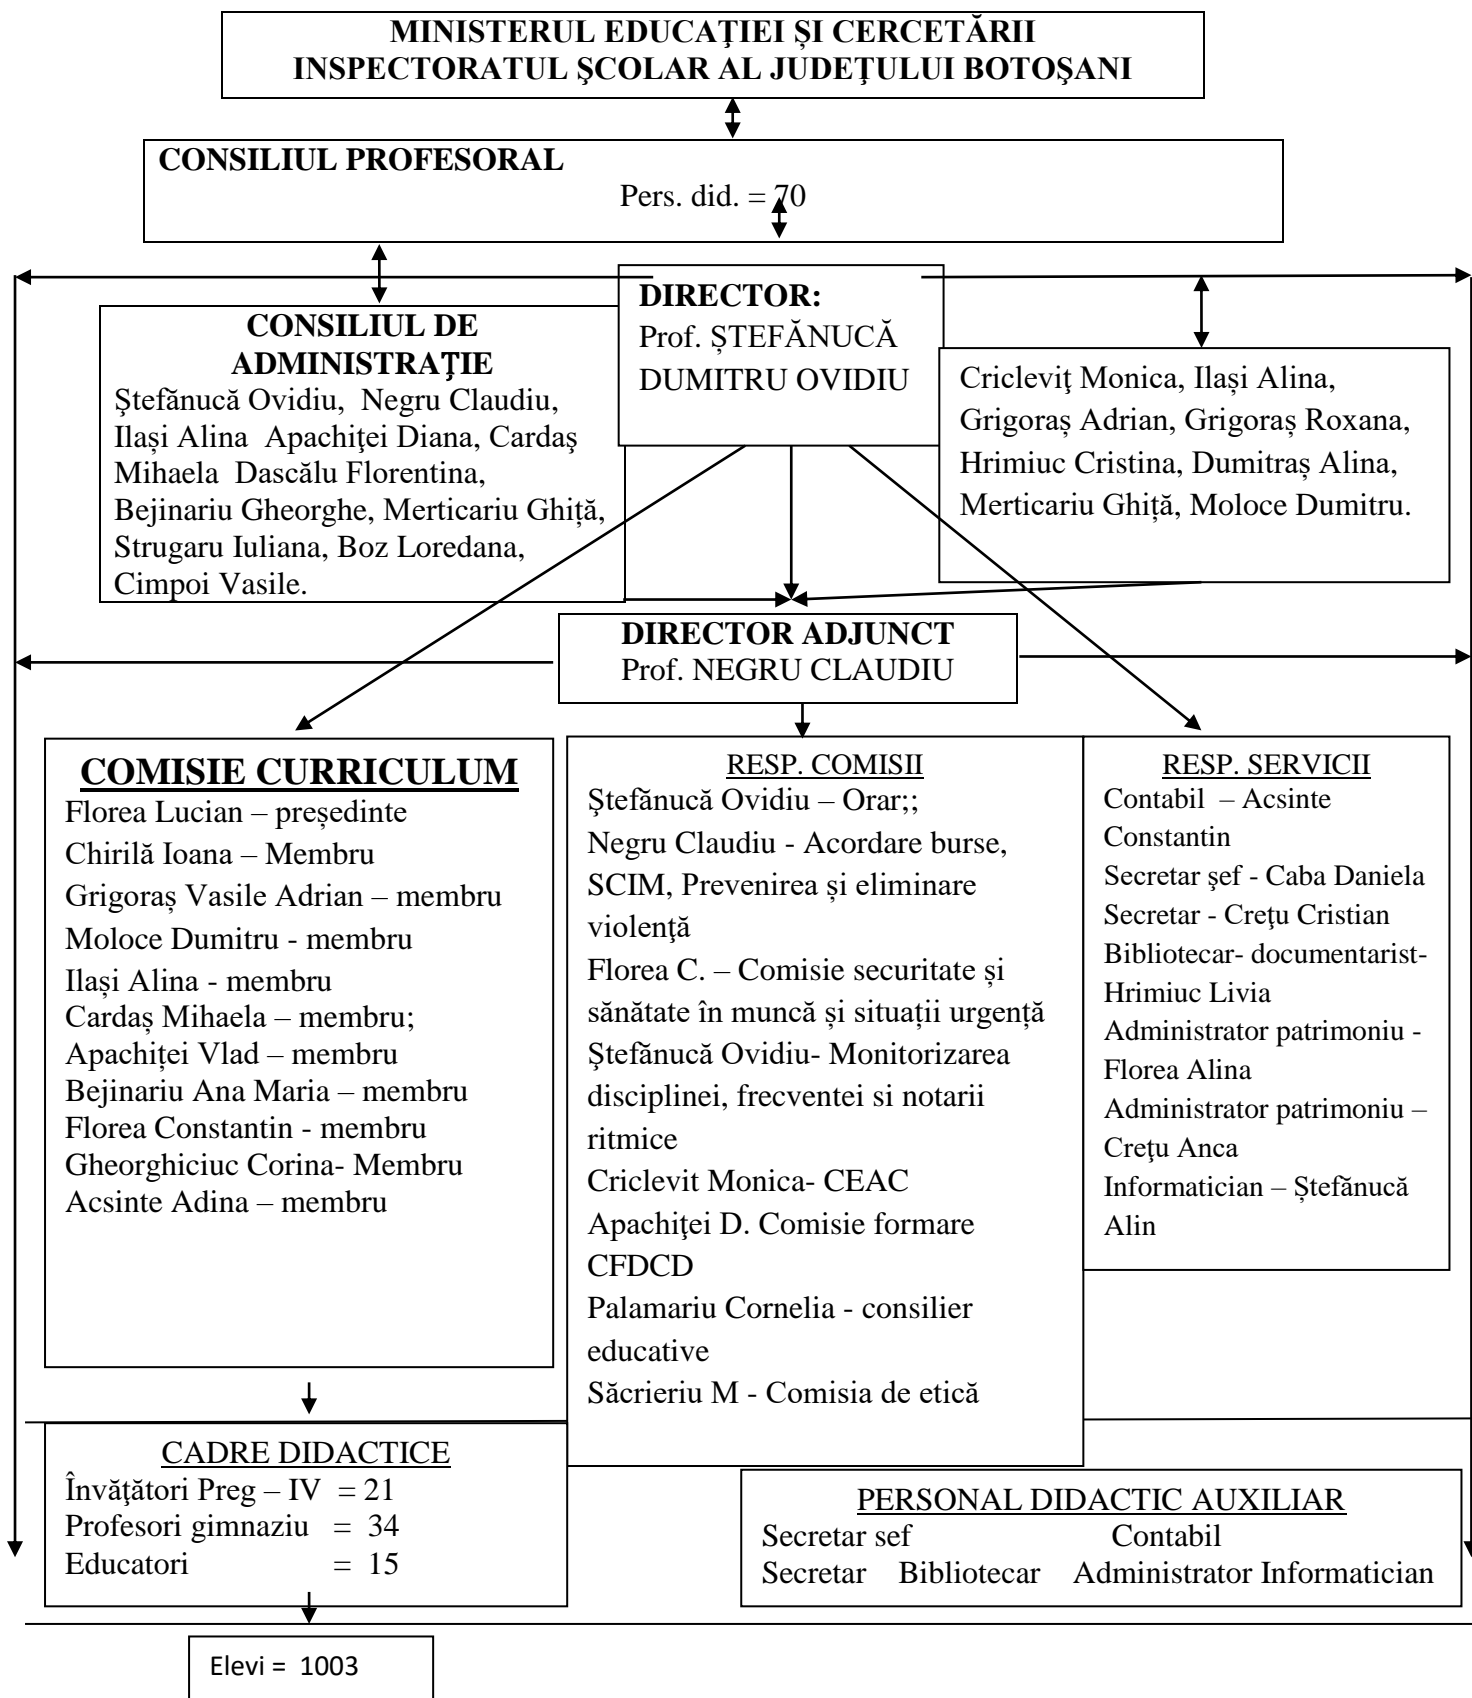 MINISTERUL EDUCAŢIEI ȘI CERCETĂRII
INSPECTORATUL ŞCOLAR AL JUDEŢULUI BOTOŞANI
CONSILIUL PROFESORAL
Pers. did. = 70
DIRECTOR:
Prof. ȘTEFĂNUCĂ
DUMITRU OVIDIU
CONSILIUL DE
ADMINISTRAŢIE
Ştefănucă Ovidiu, Negru Claudiu,
Ilași Alina Apachiţei Diana, Cardaş
Mihaela Dascălu Florentina,
Bejinariu Gheorghe, Merticariu Ghiță,
Strugaru Iuliana, Boz Loredana,
Cimpoi Vasile.
Cricleviţ Monica, Ilași Alina,
Grigoraș Adrian, Grigoraș Roxana,
Hrimiuc Cristina, Dumitraș Alina,
Merticariu Ghiță, Moloce Dumitru.
DIRECTOR ADJUNCT
Prof. NEGRU CLAUDIU
COMISIE CURRICULUM
Florea Lucian – președinte
Chirilă Ioana – Membru
Grigoraș Vasile Adrian – membru
Moloce Dumitru - membru
Ilași Alina - membru
Cardaș Mihaela – membru;
Apachiței Vlad – membru
Bejinariu Ana Maria – membru
Florea Constantin - membru
Gheorghiciuc Corina- Membru
Acsinte Adina – membru
RESP. COMISII
Ştefănucă Ovidiu – Orar;;
Negru Claudiu - Acordare burse,
SCIM, Prevenirea și eliminare
violenţă
Florea C. – Comisie securitate și
sănătate în muncă și situații urgență
Ştefănucă Ovidiu- Monitorizarea
disciplinei, frecventei si notarii
ritmice
Criclevit Monica- CEAC
Apachiţei D. Comisie formare
CFDCD
Palamariu Cornelia - consilier
educative
Săcrieriu M - Comisia de etică
RESP. SERVICII
Contabil – Acsinte
Constantin
Secretar şef - Caba Daniela
Secretar - Creţu Cristian
Bibliotecar- documentarist-
Hrimiuc Livia
Administrator patrimoniu -
Florea Alina
Administrator patrimoniu –
Creţu Anca
Informatician – Ștefănucă
Alin
CADRE DIDACTICE
Învăţători Preg – IV = 21
Profesori gimnaziu = 34
Educatori = 15
PERSONAL DIDACTIC AUXILIAR
Secretar sef Contabil
Secretar Bibliotecar Administrator Informatician
Elevi = 1003